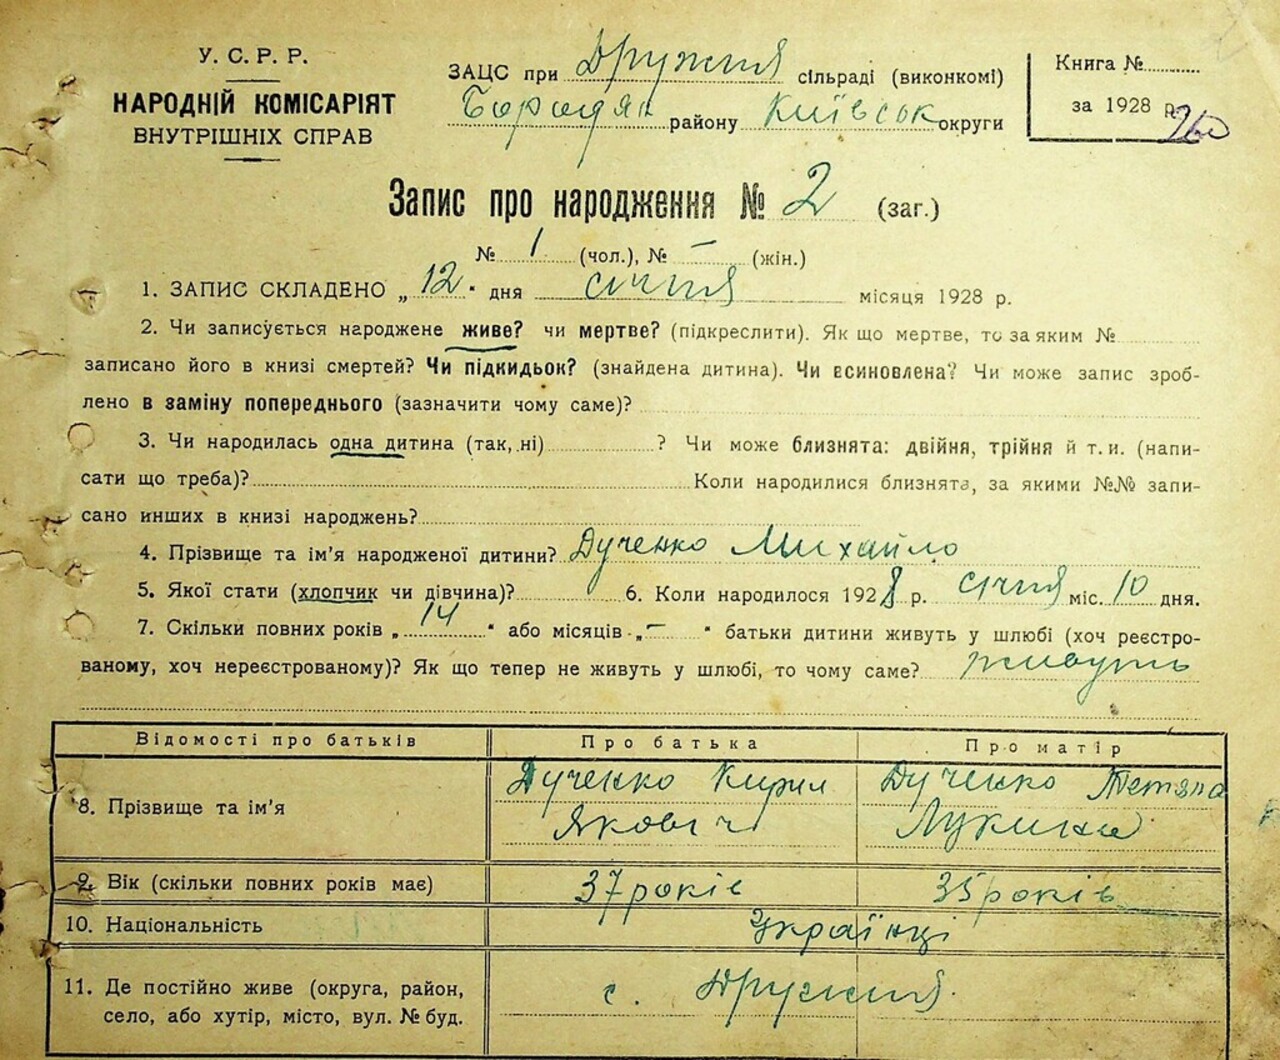 У. С. Р. Р.
НАРОДНІЙ КОМІСАРІЯТ
ВНУТРІШНІХ СПРАВ
ЗАЦС при Дружня сільраді (виконкомі)
Бородян району Київськ округи
Книга №
за 1928 р.
260
Запис про народження № 2 (заг.)
№ 1 (чол.), № — (жін.)
1. ЗАПИС СКЛАДЕНО „12“ дня січня місяця 1928 р.
2. Чи записується народжене живе? чи мертве? (підкреслити). Як що мертве, то за яким №
записано його в книзі смертей? Чи підкидьок? (знайдена дитина). Чи всиновлена? Чи може запис зроб-
лено в заміну попереднього (зазначити чому саме)?
3. Чи народилась одна дитина (так, ні) ? Чи може близнята: двійня, трійня й т. и. (напи-
сати що треба)? Коли народилися близнята, за якими №№ запи-
сано инших в книзі народжень?
4. Прізвище та ім'я народженої дитини? Дученко Михайло
5. Якої стати (хлопчик чи дівчина)? 6. Коли народилося 1928 р. січня міс. 10 дня.
7. Скільки повних років „14“ або місяців „—“ батьки дитини живуть у шлюбі (хоч реєстро-
ваному, хоч нереєстрованому)? Як що тепер не живуть у шлюбі, то чому саме? живуть
Відомості про батьків Про батька Про матір
8. Прізвище та ім'я Дученко Кирил Якович Дученко Тетяна Лукинна
9. Вік (скільки повних років має) 37 років 35 років
10. Національність Українці
11. Де постійно живе (округа, район, с. Дружня
село, або хутір, місто, вул. № буд.